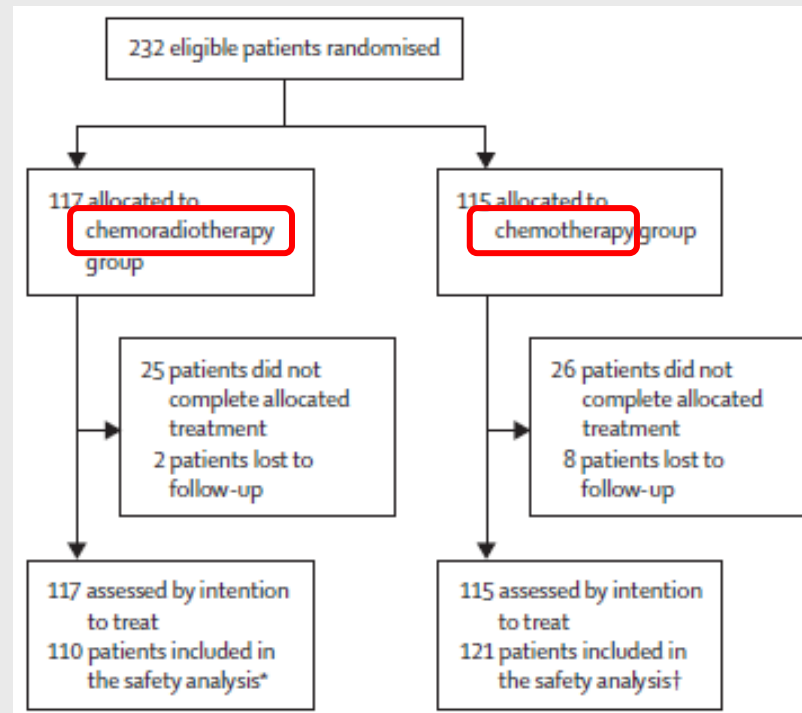 232 eligible patients randomised
117 allocated to
chemoradiotherapy
group
115 allocated to
chemotherapy group
25 patients did not
complete allocated
treatment
2 patients lost to
follow-up
26 patients did not
complete allocated
treatment
8 patients lost to
follow-up
117 assessed by intention
to treat
110 patients included in
the safety analysis*
115 assessed by intention
to treat
121 patients included in
the safety analysis†